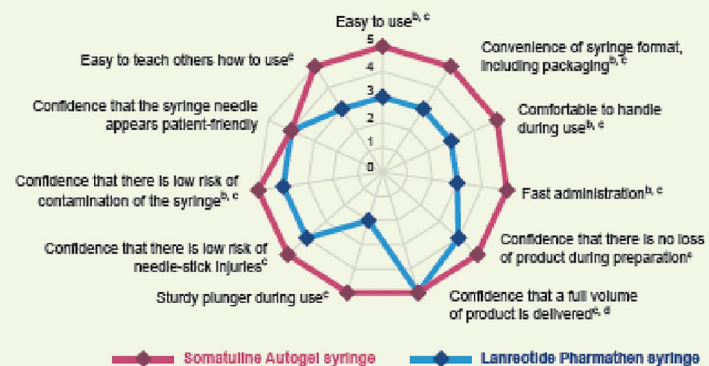 Easy to use^b, c
Easy to teach others how to use^c
Convenience of syringe format,
including packaging^b, c
Confidence that the syringe needle
appears patient-friendly
Comfortable to handle
during use^b, c
Confidence that there is low risk of
contamination of the syringe^b, c
Fast administration^b, c
Confidence that there is low risk of
needle-stick injuries^c
Confidence that there is no loss
of product during preparation^c
Sturdy plunger during use^c
Confidence that a full volume
of product is delivered^c, d
5
4
3
2
1
0
Somatuline Autogel syringe
Lanreotide Pharmathen syringe